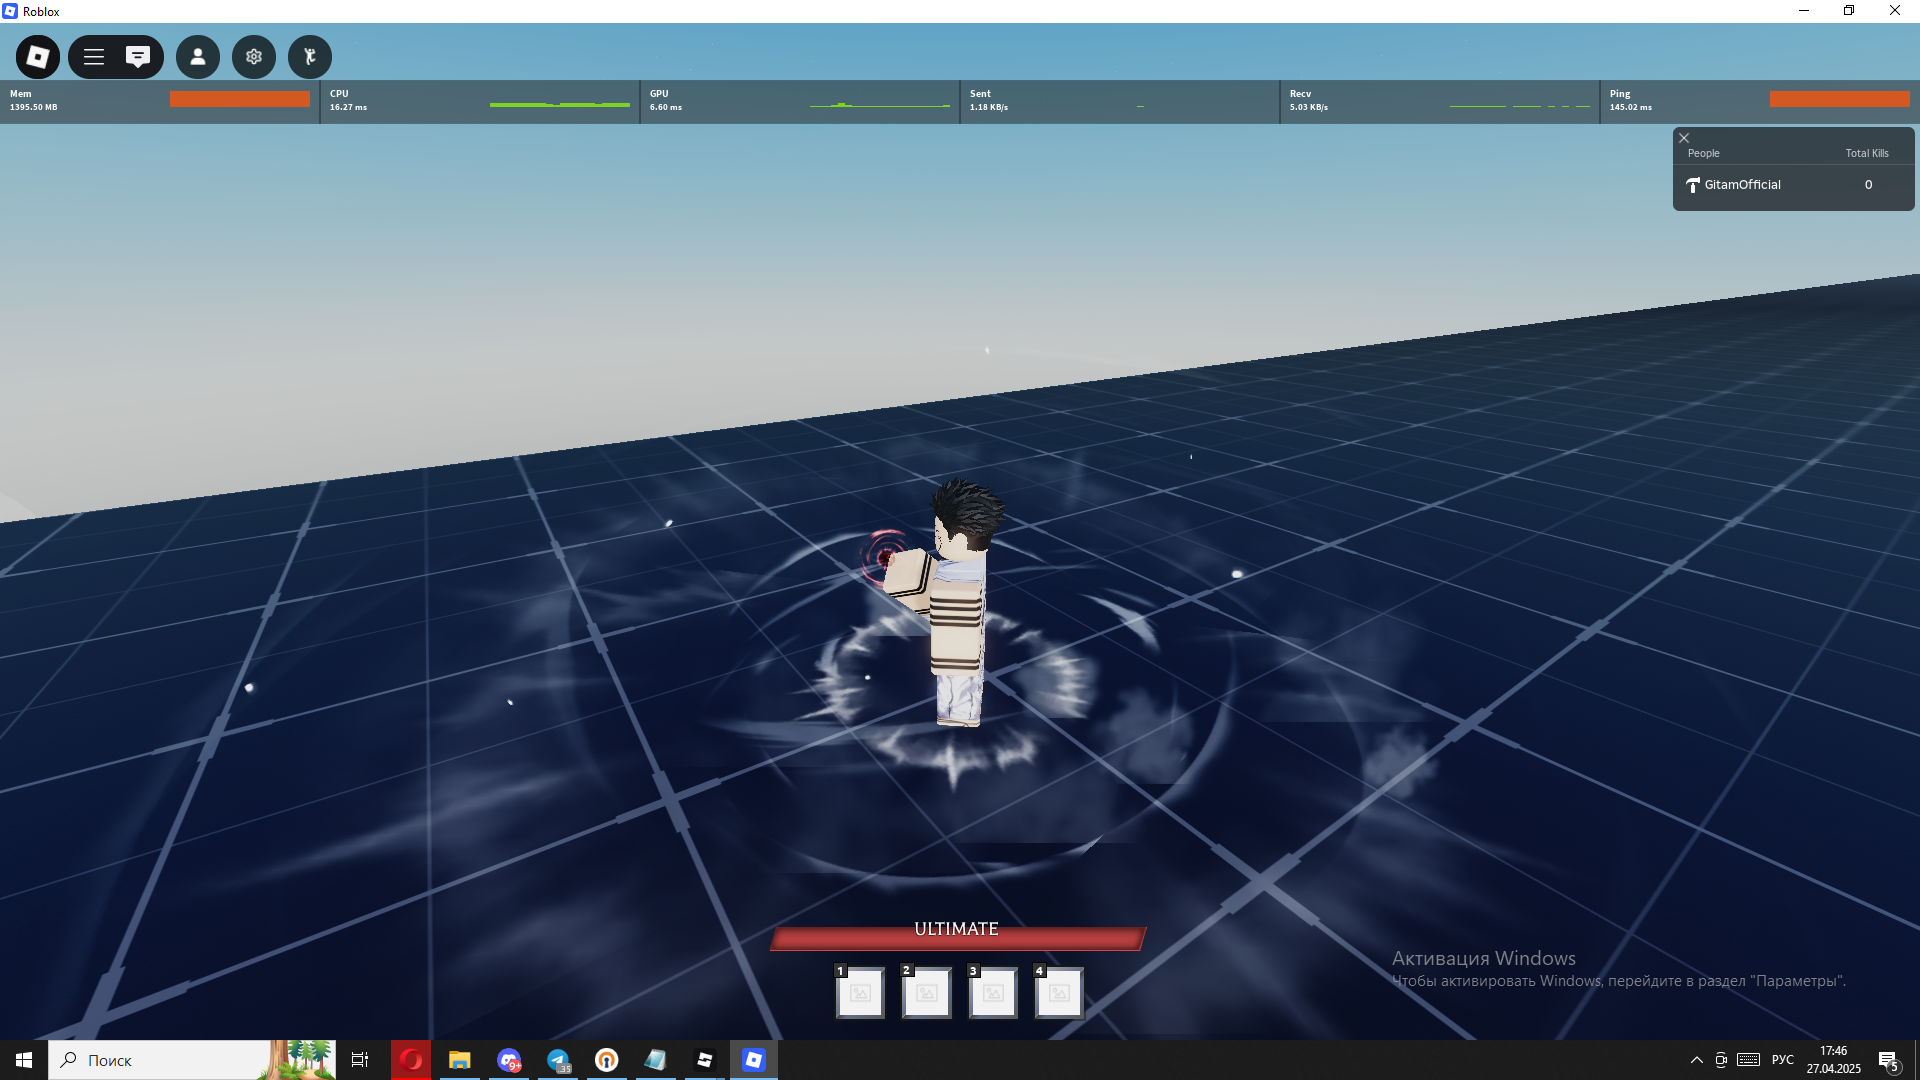 Roblox
Mem
1395.50 MB
CPU
16.27 ms
GPU
6.60 ms
Sent
1.18 KB/s
Recv
5.03 KB/s
Ping
145.02 ms
People Total Kills
GitamOfficial 0
ULTIMATE
1 2 3 4
Активация Windows
Чтобы активировать Windows, перейдите в раздел "Параметры".
Поиск
9+
35
РУС
17:46
27.04.2025
5